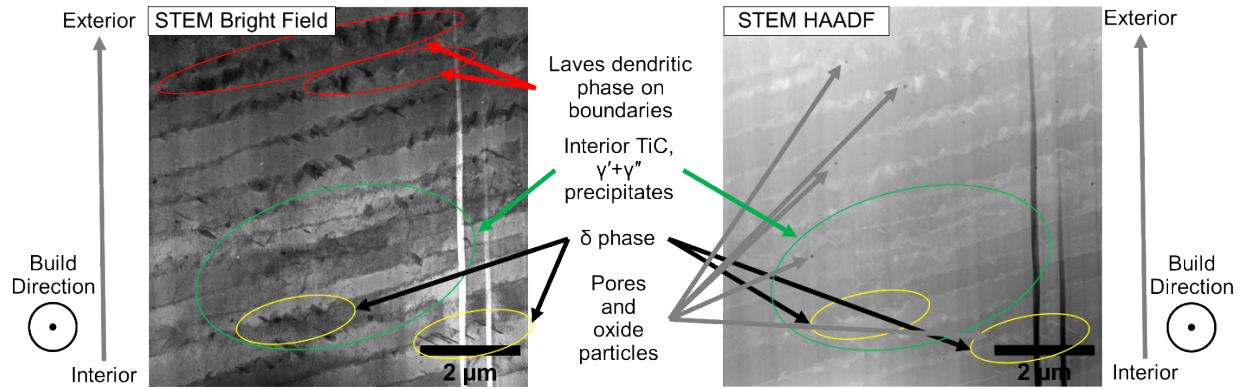 Exterior
STEM Bright Field
STEM HAADF
Exterior
Laves dendritic
phase on
boundaries
Interior TiC,
γ′+γ″
precipitates
δ phase
Build
Direction
Pores
and
oxide
particles
Build
Direction
Interior
2 µm
2 µm
Interior